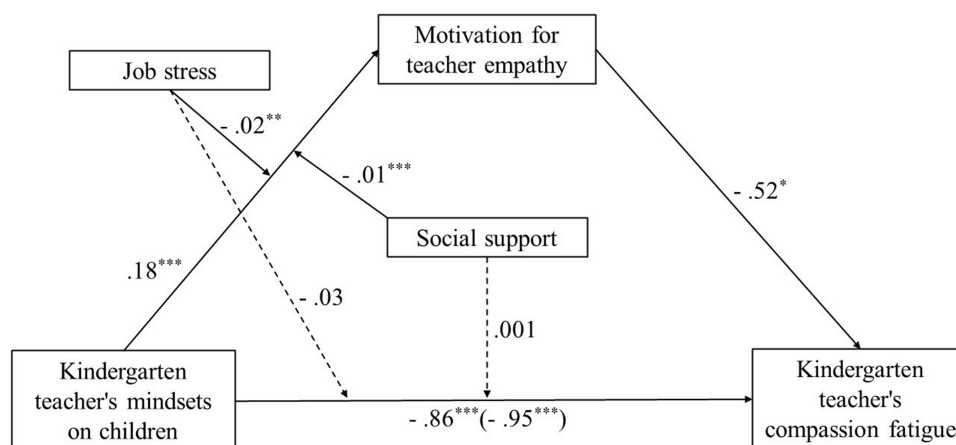 Motivation for
teacher empathy
Job stress
- .02**
- .01***
- .52*
Social support
.18***
- .03
.001
Kindergarten
teacher's mindsets
on children
- .86***(- .95***)
Kindergarten
teacher's
compassion fatigue